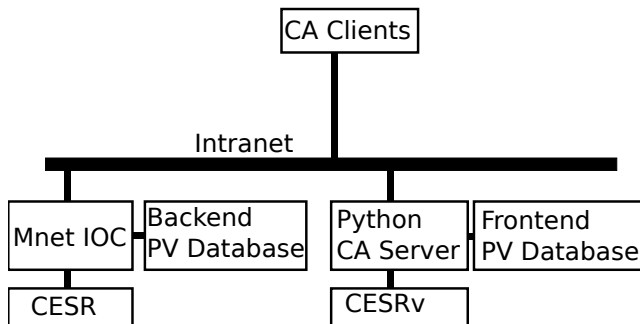 CA Clients
Intranet
Mnet IOC
Backend
PV Database
Python
CA Server
Frontend
PV Database
CESR
CESRv